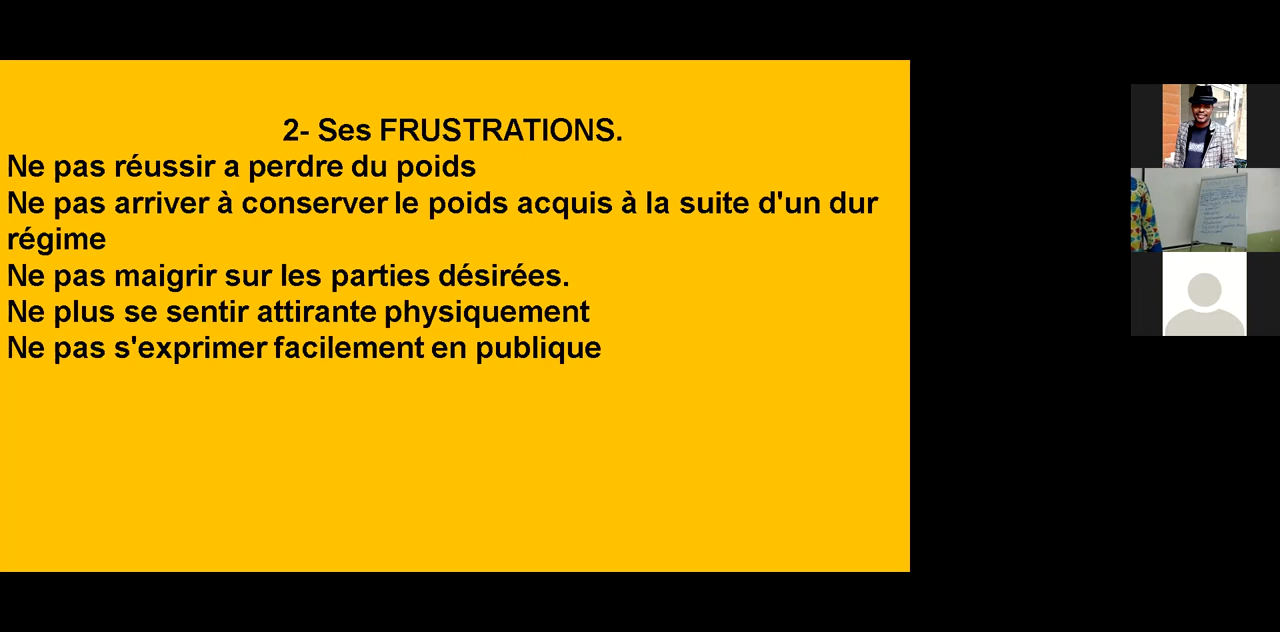 2- Ses FRUSTRATIONS.
Ne pas réussir a perdre du poids
Ne pas arriver à conserver le poids acquis à la suite d'un dur
régime
Ne pas maigrir sur les parties désirées.
Ne plus se sentir attirante physiquement
Ne pas s'exprimer facilement en publique